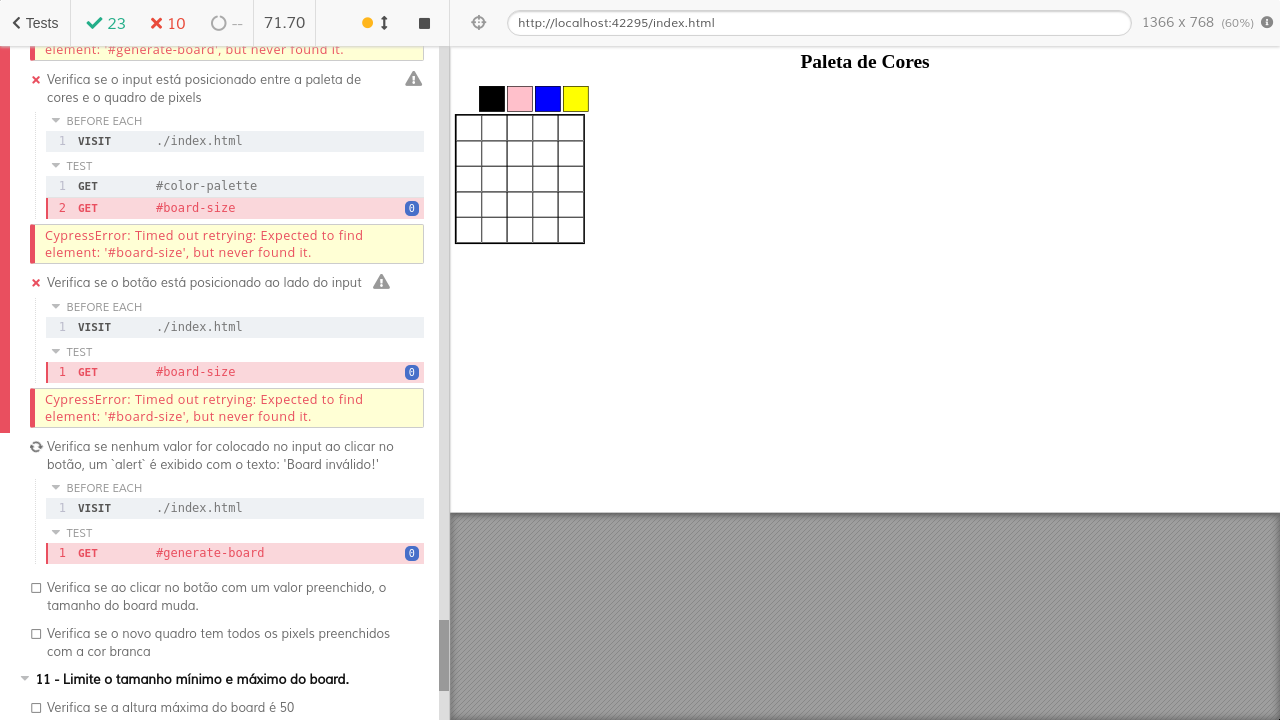 Tests 23 10 -- 71.70
http://localhost:42295/index.html 1366 x 768 (60%)
element: '#generate-board', but never found it.
Verifica se o input está posicionado entre a paleta de
cores e o quadro de pixels
BEFORE EACH
1 VISIT ./index.html
TEST
1 GET #color-palette
2 GET #board-size 0
CypressError: Timed out retrying: Expected to find
element: '#board-size', but never found it.
Verifica se o botão está posicionado ao lado do input
BEFORE EACH
1 VISIT ./index.html
TEST
1 GET #board-size 0
CypressError: Timed out retrying: Expected to find
element: '#board-size', but never found it.
Verifica se nenhum valor for colocado no input ao clicar no
botão, um `alert` é exibido com o texto: 'Board inválido!'
BEFORE EACH
1 VISIT ./index.html
TEST
1 GET #generate-board 0
Verifica se ao clicar no botão com um valor preenchido, o
tamanho do board muda.
Verifica se o novo quadro tem todos os pixels preenchidos
com a cor branca
11 - Limite o tamanho mínimo e máximo do board.
Verifica se a altura máxima do board é 50
Paleta de Cores